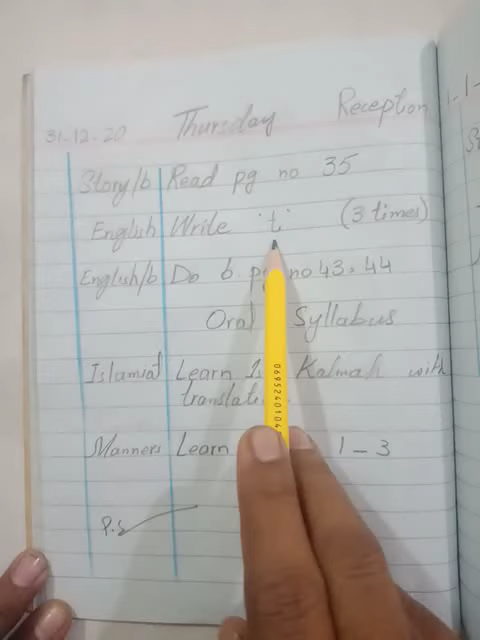 31-12-20 Thursday Reception
Story/b Read pg no 35
English Write 't' (3 times)
English/b Do b. pg no 43, 44
Oral Syllabus
Islamiat Learn Kalmah with
Manners Learn 1-3
P.S
06952401040